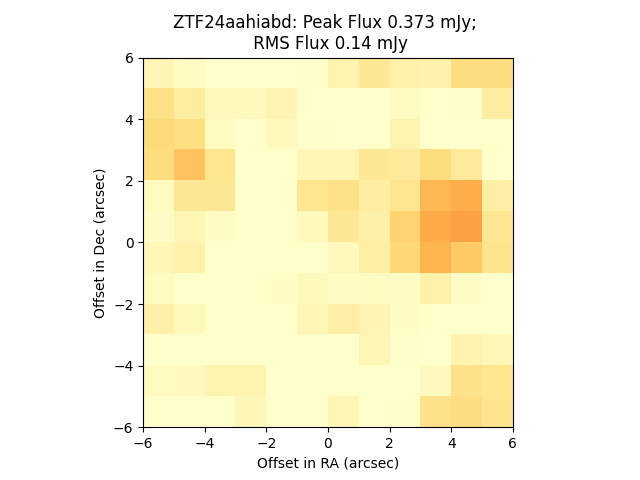 ZTF24aahiabd: Peak Flux 0.373 mJy;
RMS Flux 0.14 mJy
6
4
2
0
−2
−4
−6
Offset in Dec (arcsec)
−6 −4 −2 0 2 4 6
Offset in RA (arcsec)